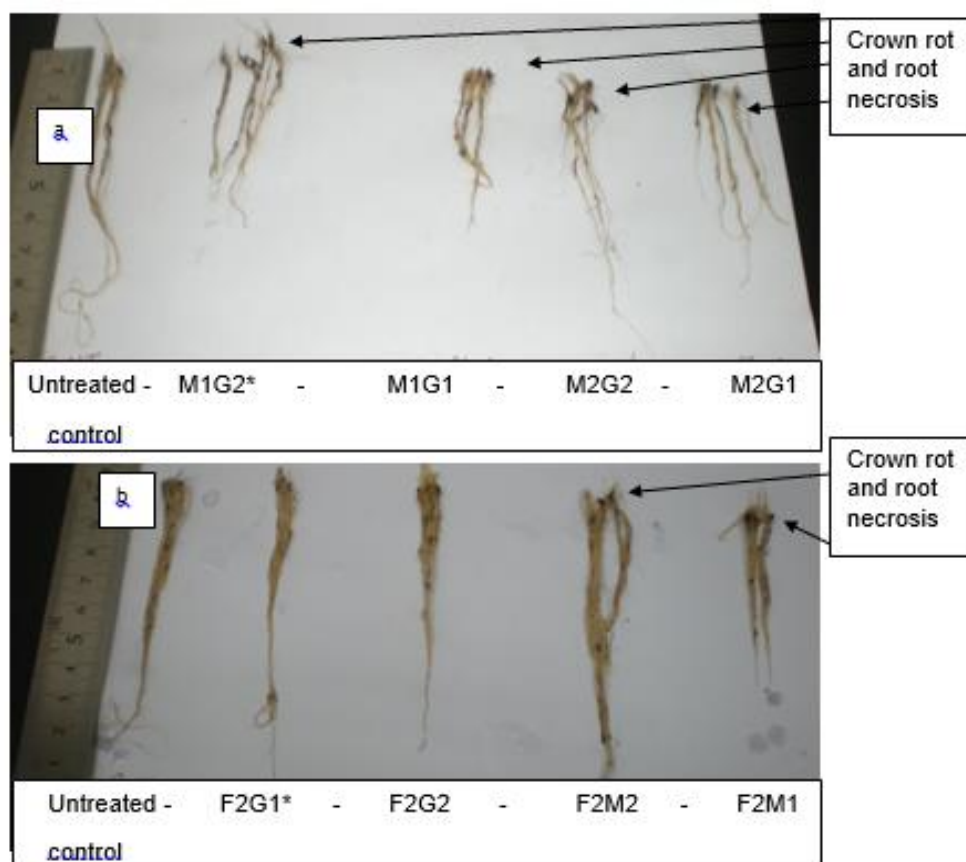 Crown rot
and root
necrosis
a
Untreated - M1G2* - M1G1 - M2G2 - M2G1
control
Crown rot
and root
necrosis
b
Untreated - F2G1* - F2G2 - F2M2 - F2M1
control